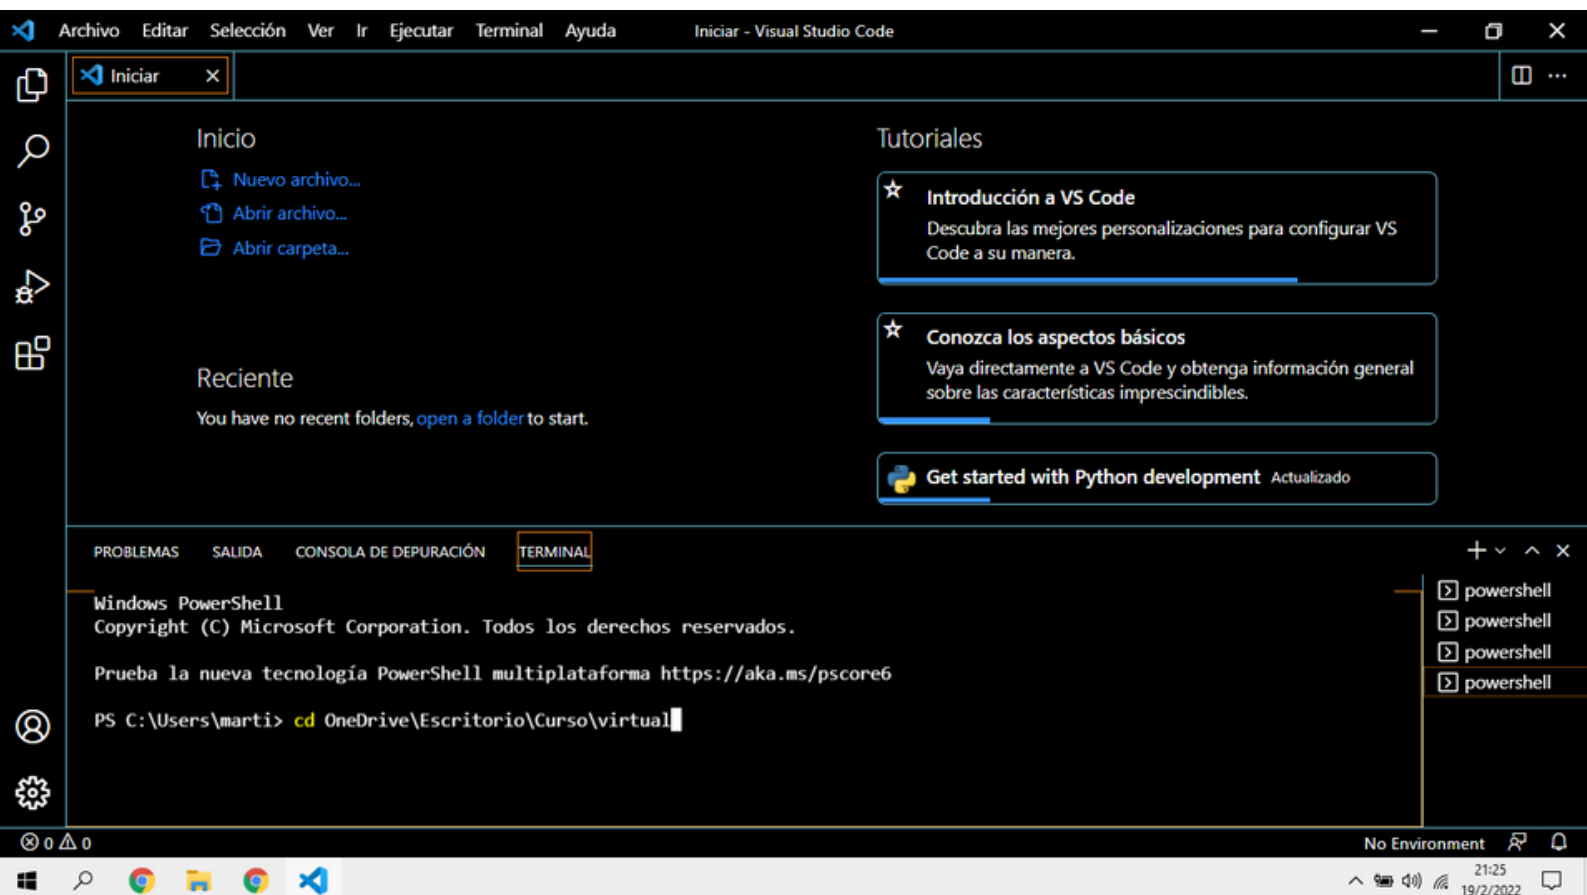 Archivo Editar Selección Ver Ir Ejecutar Terminal Ayuda Iniciar - Visual Studio Code
Iniciar
Inicio
Nuevo archivo...
Abrir archivo...
Abrir carpeta...
Reciente
You have no recent folders, open a folder to start.
Tutoriales
Introducción a VS Code
Descubra las mejores personalizaciones para configurar VS
Code a su manera.
Conozca los aspectos básicos
Vaya directamente a VS Code y obtenga información general
sobre las características imprescindibles.
Get started with Python development Actualizado
PROBLEMAS SALIDA CONSOLA DE DEPURACIÓN TERMINAL
Windows PowerShell
Copyright (C) Microsoft Corporation. Todos los derechos reservados.
Prueba la nueva tecnología PowerShell multiplataforma https://aka.ms/pscore6
PS C:\Users\marti> cd OneDrive\Escritorio\Curso\virtual
powershell
powershell
powershell
powershell
0 0 No Environment
21:25
19/2/2022